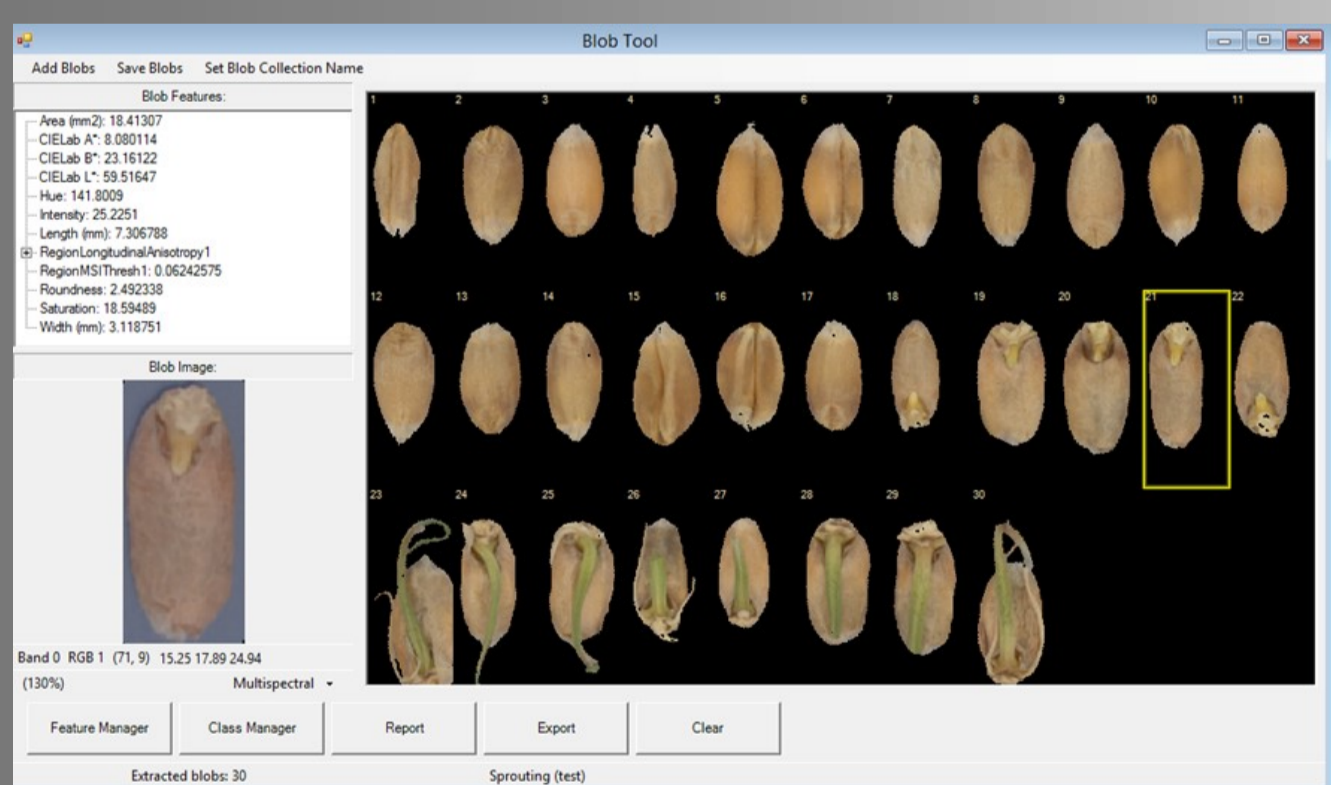 Blob Tool
Add Blobs Save Blobs Set Blob Collection Name
Blob Features:
Area (mm2): 18.41307
CIELab A*: 8.080114
CIELab B*: 23.16122
CIELab L*: 59.51647
Hue: 141.8009
Intensity: 25.2251
Length (mm): 7.306788
RegionLongitudinalAnisotropy1
RegionMSIThresh1: 0.06242575
Roundness: 2.492338
Saturation: 18.59489
Width (mm): 3.118751
Blob Image:
Band 0 RGB 1 (71, 9) 15.25 17.89 24.94
(130%) Multispectral
1 2 3 4 5 6 7 8 9 10 11
12 13 14 15 16 17 18 19 20 21 22
23 24 25 26 27 28 29 30
Feature Manager Class Manager Report Export Clear
Extracted blobs: 30 Sprouting (test)